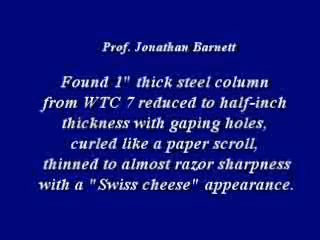 Prof. Jonathan Barnett
Found 1" thick steel column
from WTC 7 reduced to half-inch
thickness with gaping holes,
curled like a paper scroll,
thinned to almost razor sharpness
with a "Swiss cheese" appearance.